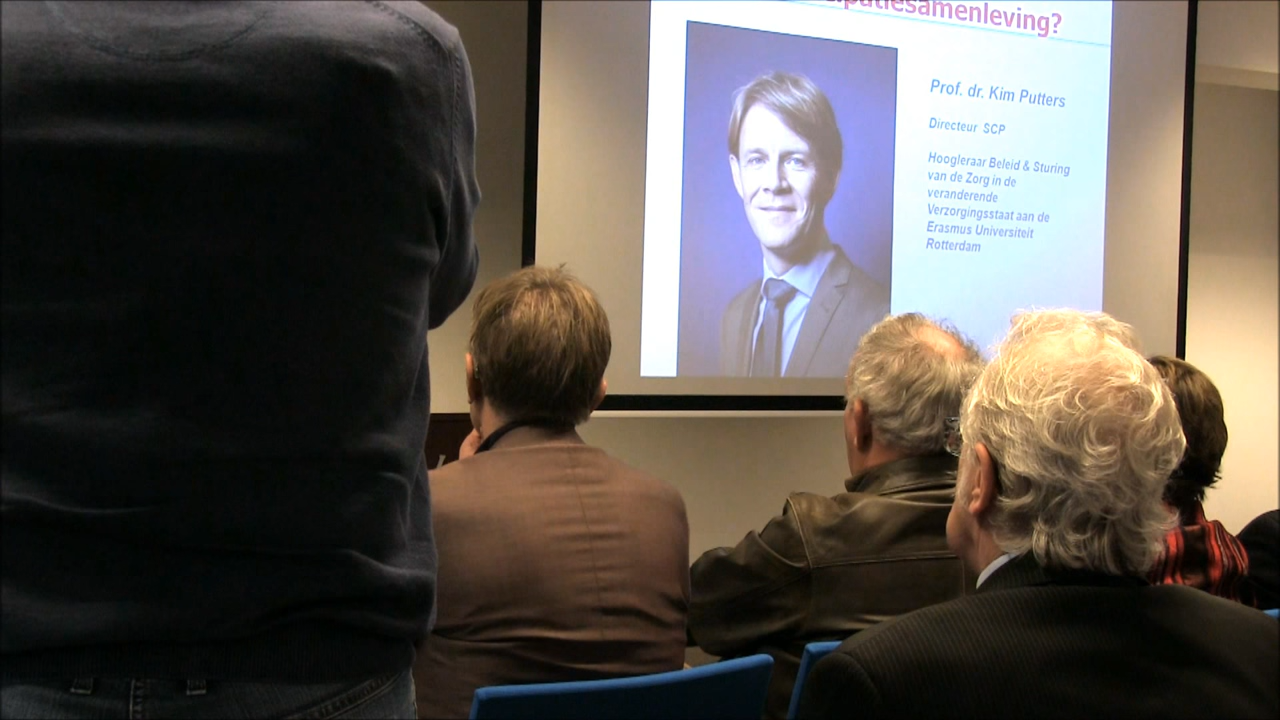 ipatiesamenleving?
Prof. dr. Kim Putters
Directeur SCP
Hoogleraar Beleid & Sturing
van de Zorg in de
veranderende
Verzorgingsstaat aan de
Erasmus Universiteit
Rotterdam